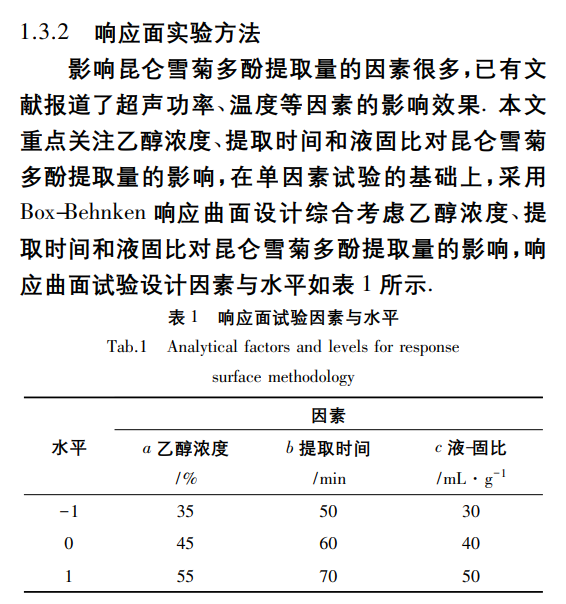 1.3.2 响应面实验方法
影响昆仑雪菊多酚提取量的因素很多,已有文
献报道了超声功率、温度等因素的影响效果. 本文
重点关注乙醇浓度、提取时间和液固比对昆仑雪菊
多酚提取量的影响,在单因素试验的基础上,采用
Box-Behnken 响应曲面设计综合考虑乙醇浓度、提
取时间和液固比对昆仑雪菊多酚提取量的影响,响
应曲面试验设计因素与水平如表 1 所示.
表 1 响应面试验因素与水平
Tab.1 Analytical factors and levels for response
surface methodology
因素
水平 a 乙醇浓度 b 提取时间 c 液-固比
/% /min /mL·g⁻¹
-1 35 50 30
0 45 60 40
1 55 70 50